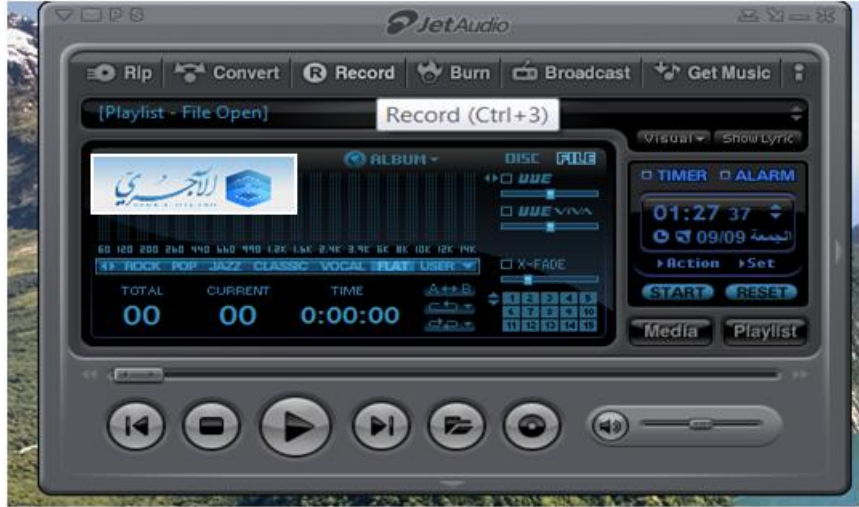 P S JetAudio
Rip Convert R Record Burn Broadcast Get Music
[Playlist - File Open]
Record (Ctrl+3)
Visual Show Lyric
ALBUM DISC FILE
الآجري
UUE
UUE VIVA
TIMER ALARM
01:27 37
الجمعة 09/09
60 120 200 260 440 660 990 1.2K 1.6K 2.4K 3.9K 5K 8K 10K 12K 14K
ROCK POP JAZZ CLASSIC VOCAL FLAT USER
X-FADE
Action Set
TOTAL CURRENT TIME A B
00 00 0:00:00
1 2 3 4 5
6 7 8 9 10
11 12 13 14 15
START RESET
Media Playlist